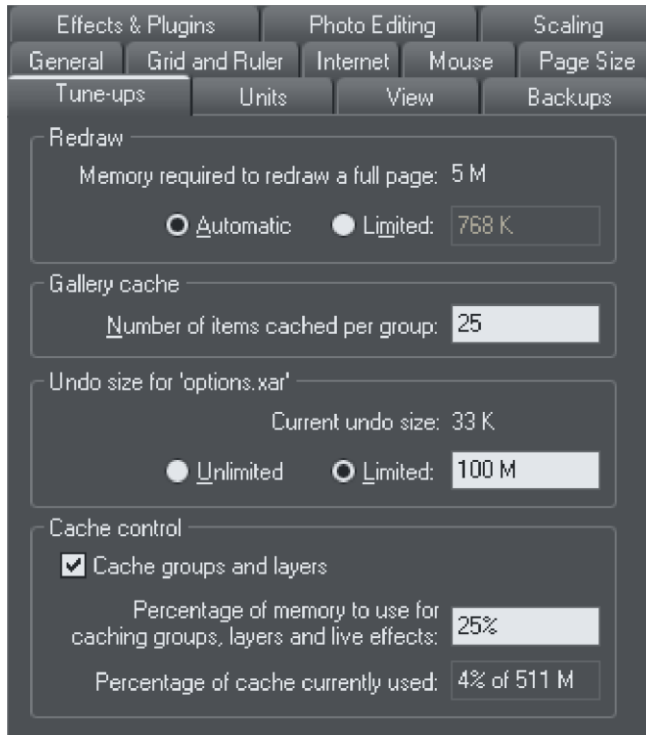 Effects & Plugins Photo Editing Scaling
General Grid and Ruler Internet Mouse Page Size
Tune-ups Units View Backups
Redraw
Memory required to redraw a full page: 5 M
Automatic Limited: 768 K
Gallery cache
Number of items cached per group: 25
Undo size for 'options.xar'
Current undo size: 33 K
Unlimited Limited: 100 M
Cache control
Cache groups and layers
Percentage of memory to use for
caching groups, layers and live effects: 25%
Percentage of cache currently used: 4% of 511 M